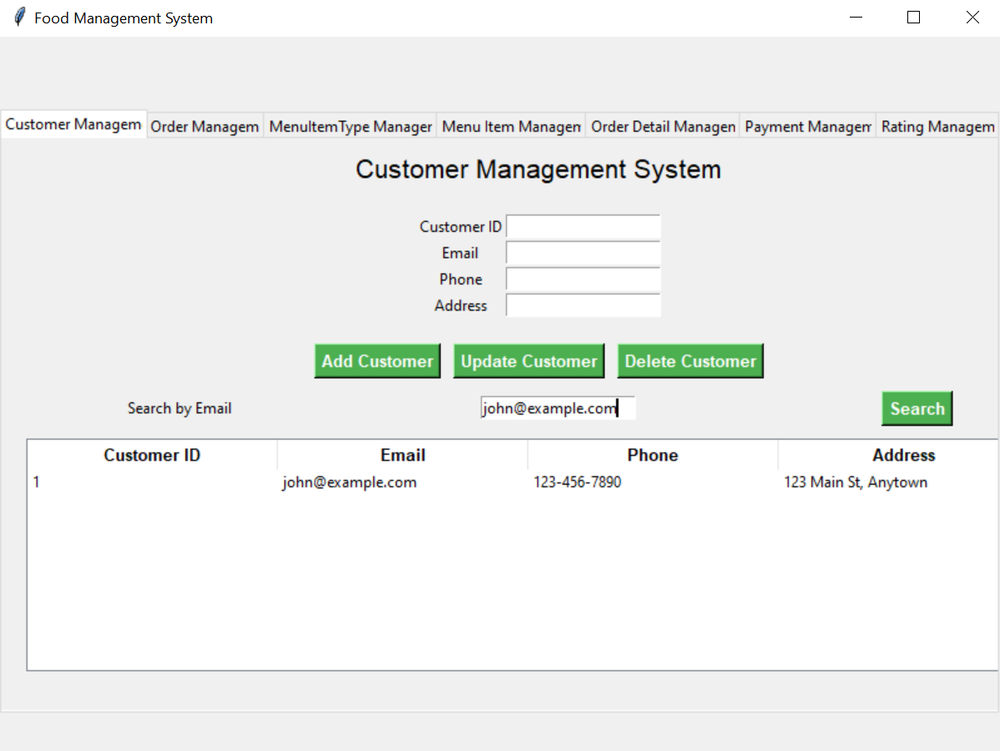 Food Management System
Customer Managem Order Managem MenuItemType Manager Menu Item Managem Order Detail Managen Payment Managem Rating Managem
Customer Management System
Customer ID
Email
Phone
Address
Add Customer Update Customer Delete Customer
Search by Email john@example.com Search
Customer ID Email Phone Address
1 john@example.com 123-456-7890 123 Main St, Anytown